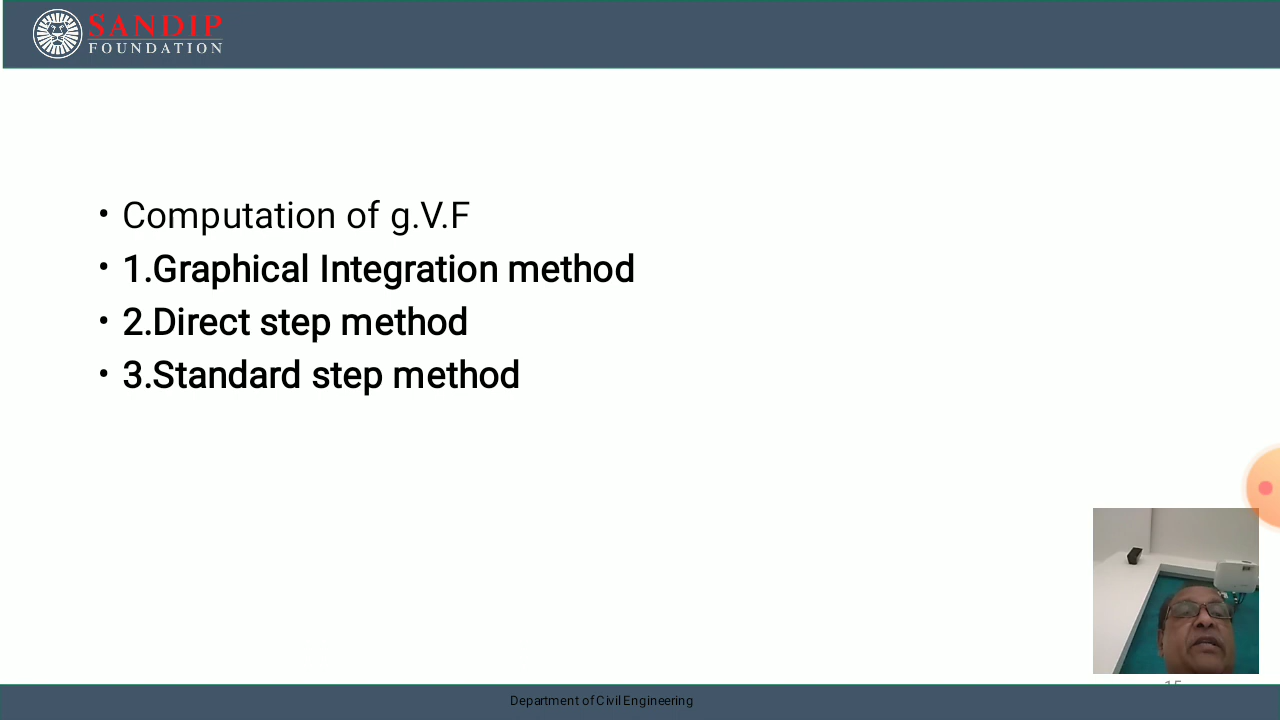 SANDIP
FOUNDATION
• Computation of g.V.F
• 1.Graphical Integration method
• 2.Direct step method
• 3.Standard step method
15
Department of Civil Engineering